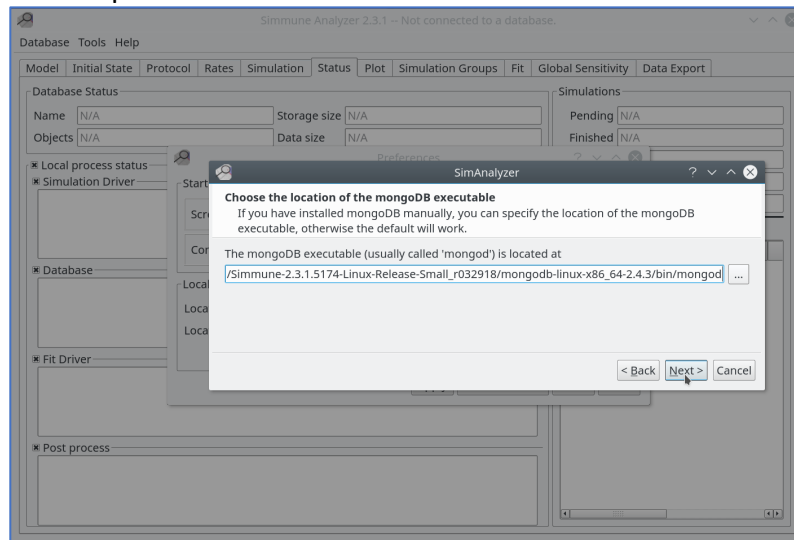 Simmune Analyzer 2.3.1 -- Not connected to a database.
Database Tools Help
Model Initial State Protocol Rates Simulation Status Plot Simulation Groups Fit Global Sensitivity Data Export
Database Status
Simulations
Name N/A Storage size N/A Pending N/A
Objects N/A Data size N/A Finished N/A
Preferences
Local process status
Simulation Driver
Start
Scre
Database
Local
Loca
Loca
Fit Driver
Post process
SimAnalyzer
Choose the location of the mongoDB executable
If you have installed mongoDB manually, you can specify the location of the mongoDB
executable, otherwise the default will work.
The mongoDB executable (usually called 'mongod') is located at
/Simmune-2.3.1.5174-Linux-Release-Small_r032918/mongodb-linux-x86_64-2.4.3/bin/mongod ...
< Back Next > Cancel